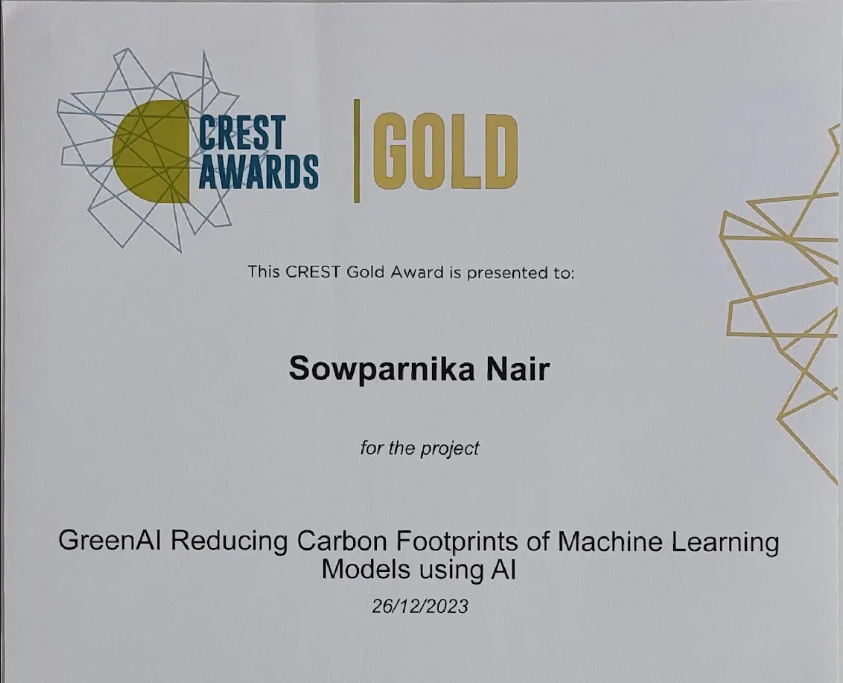 CREST
AWARDS
GOLD
This CREST Gold Award is presented to:
Sowparnika Nair
for the project
GreenAI Reducing Carbon Footprints of Machine Learning
Models using AI
26/12/2023